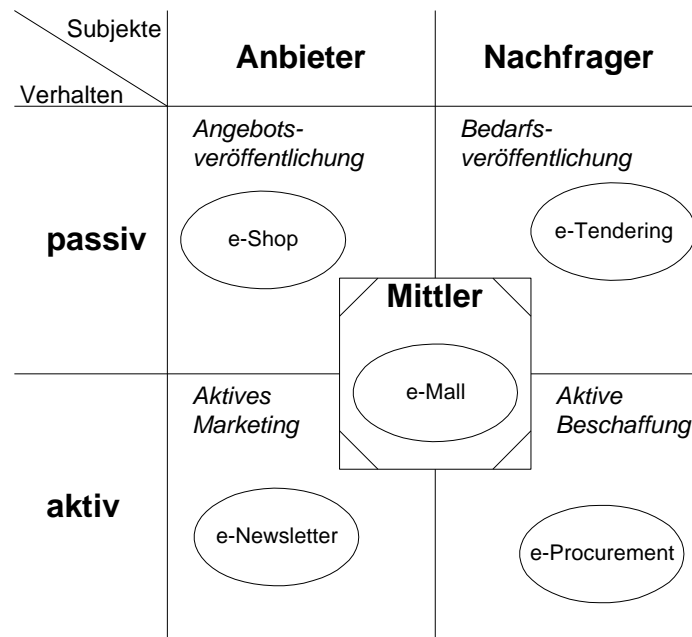 Subjekte
Verhalten
Anbieter
Nachfrager
passiv
Angebots-
veröffentlichung
e-Shop
Bedarfs-
veröffentlichung
e-Tendering
Mittler
e-Mall
aktiv
Aktives
Marketing
e-Newsletter
Aktive
Beschaffung
e-Procurement